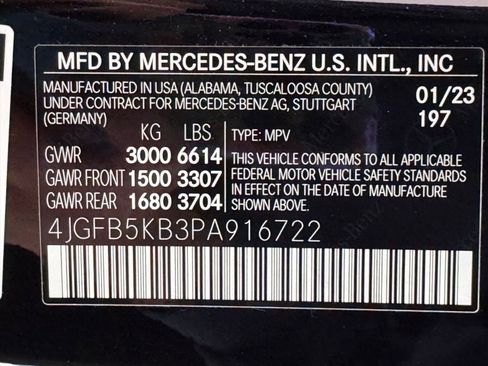 MFD BY MERCEDES-BENZ U.S. INTL., INC
MANUFACTURED IN USA (ALABAMA, TUSCALOOSA COUNTY)
UNDER CONTRACT FOR MERCEDES-BENZ AG, STUTTGART
(GERMANY)
01/23
197
KG LBS
GVWR 3000 6614
GAWR FRONT 1500 3307
GAWR REAR 1680 3704
TYPE: MPV
THIS VEHICLE CONFORMS TO ALL APPLICABLE
FEDERAL MOTOR VEHICLE SAFETY STANDARDS
IN EFFECT ON THE DATE OF MANUFACTURE
SHOWN ABOVE.
4JGFB5KB3PA916722